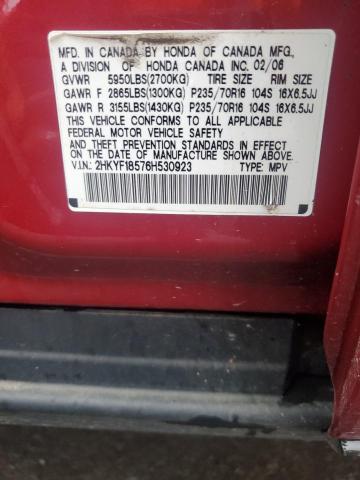 MFD. IN CANADA BY HONDA OF CANADA MFG.,
A DIVISION OF HONDA CANADA INC. 02/06
GVWR 5950LBS(2700KG) TIRE SIZE RIM SIZE
GAWR F 2865LBS(1300KG) P235/70R16 104S 16X6.5JJ
GAWR R 3155LBS(1430KG) P235/70R16 104S 16X6.5JJ
THIS VEHICLE CONFORMS TO ALL APPLICABLE
FEDERAL MOTOR VEHICLE SAFETY
AND THEFT PREVENTION STANDARDS IN EFFECT ON
THE DATE OF MANUFACTURE SHOWN ABOVE.
V.I.N.: 2HKYF18576H530923 TYPE: MPV